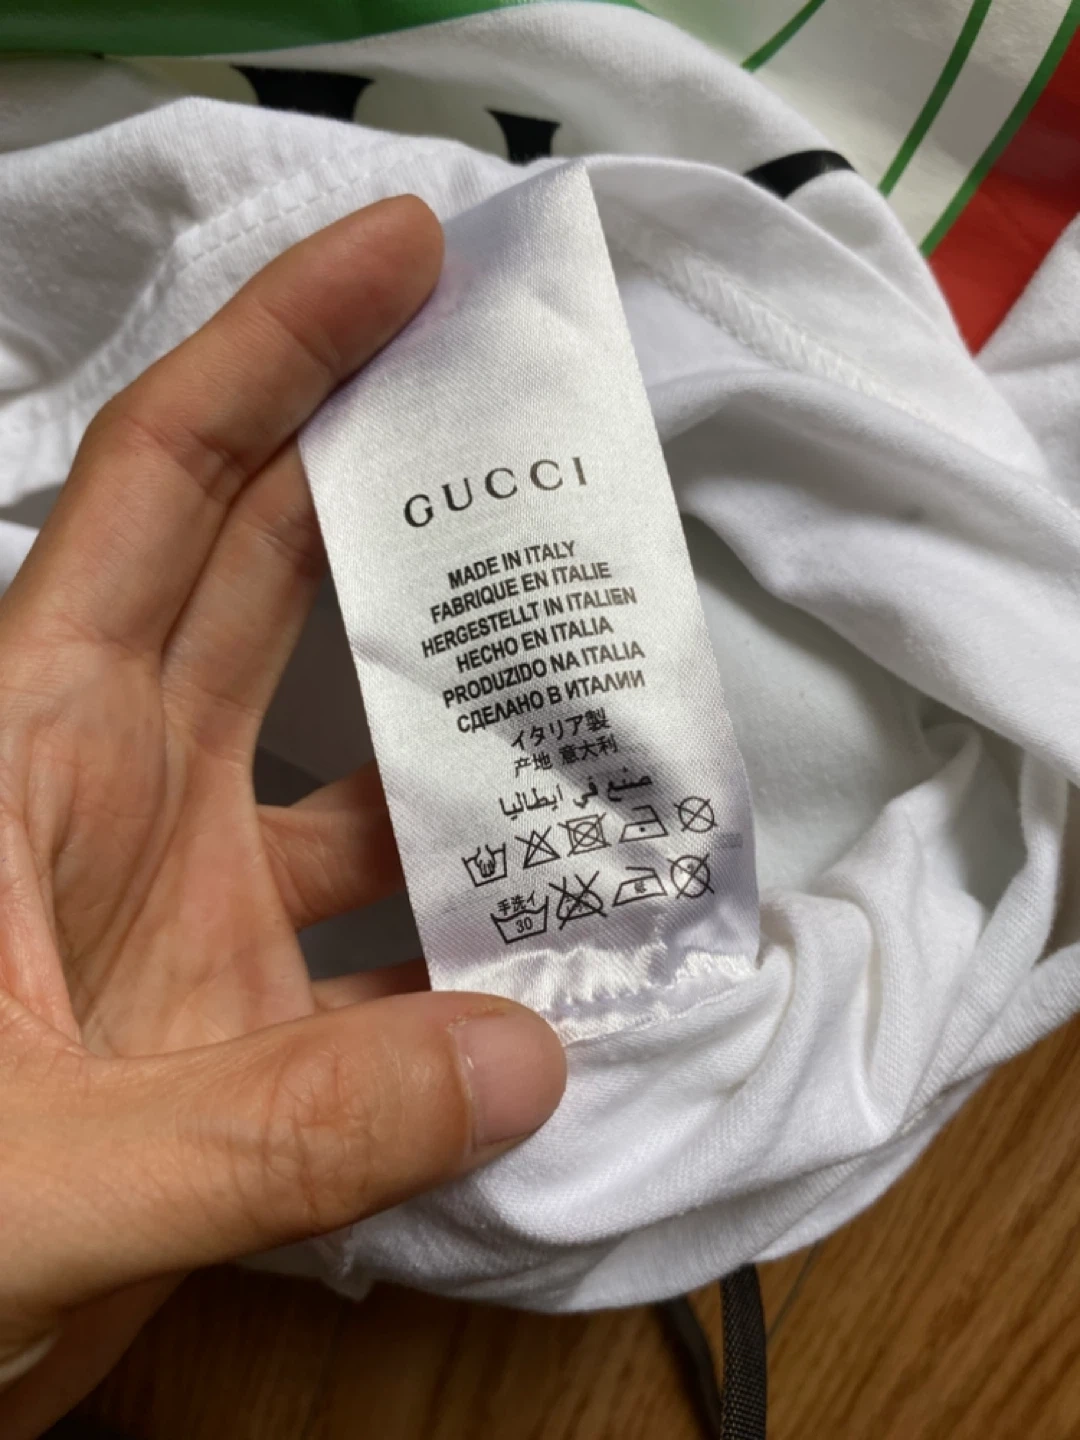 GUCCI
MADE IN ITALY
FABRIQUE EN ITALIE
HERGESTELLT IN ITALIEN
HECHO EN ITALIA
PRODUZIDO NA ITALIA
СДЕЛАНО В ИТАЛИИ
イタリア製
产地 意大利
صنع في ايطاليا
手洗イ
30